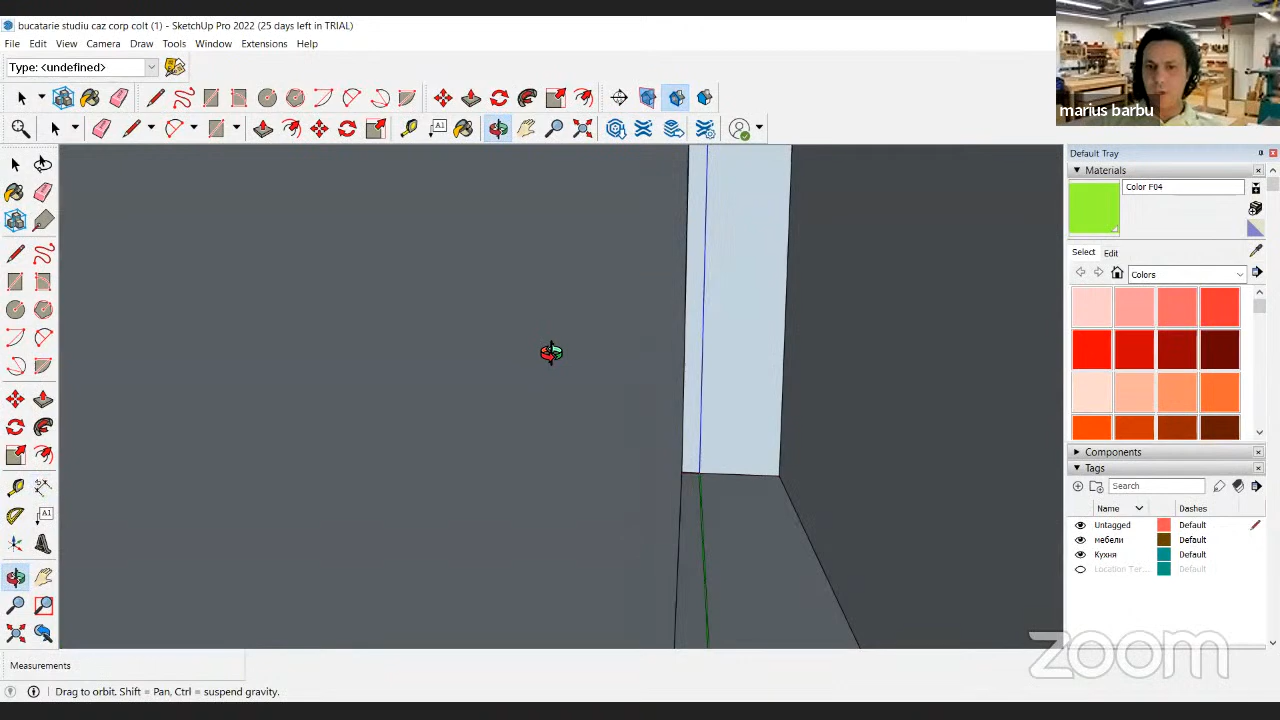 bucatarie studiu caz corp colt (1) - SketchUp Pro 2022 (25 days left in TRIAL)
File Edit View Camera Draw Tools Window Extensions Help
Type: <undefined>
marius barbu
A1
Default Tray
Materials
Color F04
Select Edit
Colors
A1
Components
Tags
Search
Name Dashes
Untagged Default
мебели Default
Кухня Default
Location Ter... Default
zoom
Measurements
Drag to orbit. Shift = Pan, Ctrl = suspend gravity.